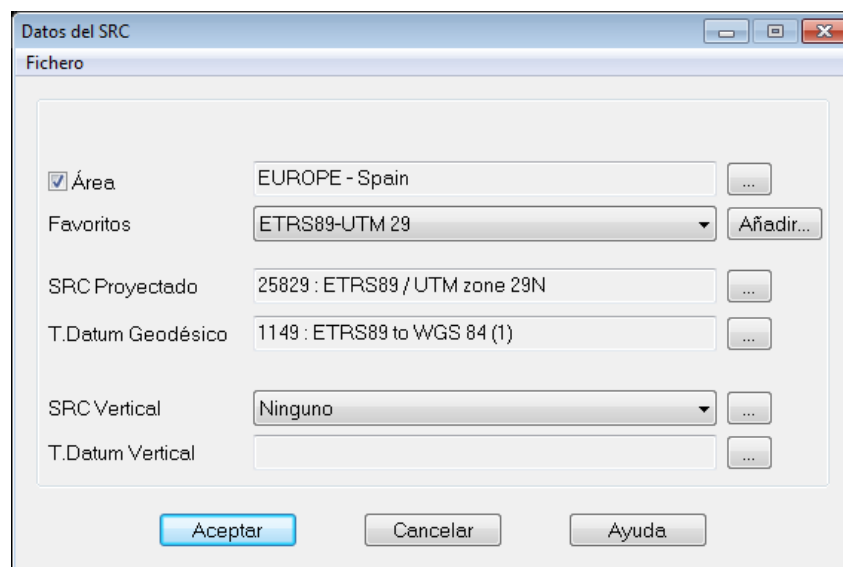 Datos del SRC
Fichero
Área EUROPE - Spain ...
Favoritos ETRS89-UTM 29 Añadir...
SRC Proyectado 25829 : ETRS89 / UTM zone 29N ...
T.Datum Geodésico 1149 : ETRS89 to WGS 84 (1) ...
SRC Vertical Ninguno ...
T.Datum Vertical ...
Aceptar Cancelar Ayuda